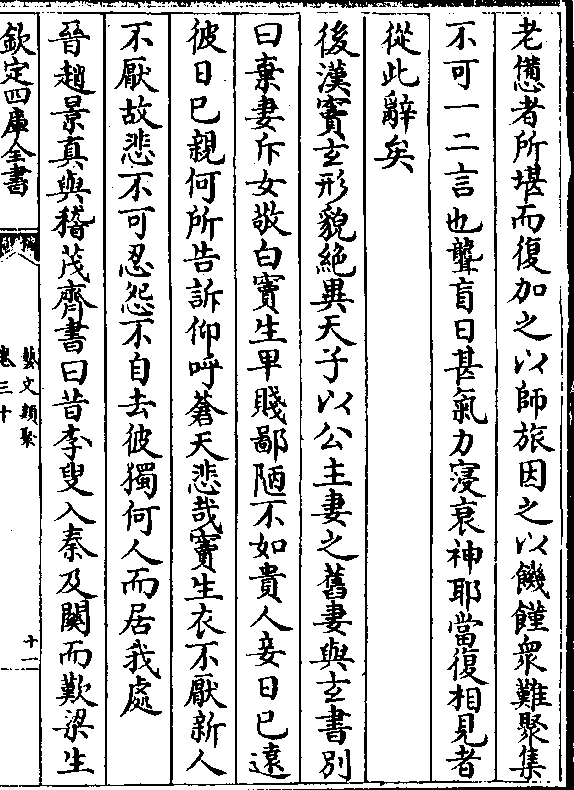 老憊者所堪而復加之以師旅因之以饑饉衆難聚集
不可一二言也聾盲日甚氣力寖衰神耶當復相見者
從此辭矣
後漢竇玄形貌絶異天子以公主妻之舊妻與玄書別
曰棄妻斥女敬白竇生卑賤鄙陋不如貴人妾日已遠
彼日已親何所告訴仰呼蒼天悲哉竇生衣不厭新人
不厭故悲不可忍怨不自去彼獨何人而居我處
晉趙景真與嵇茂齊書曰昔李叟入秦及關而歎梁生
欽定四庫全書
藝文類聚
卷三十
十一